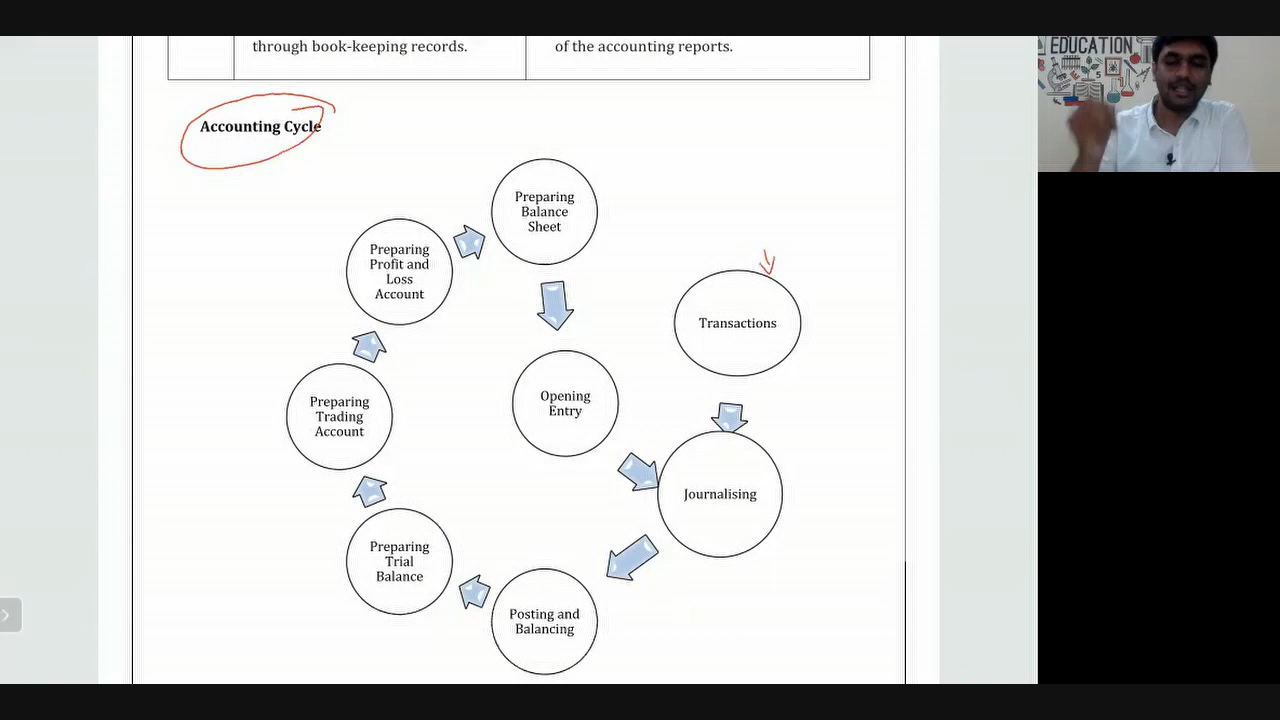 through book-keeping records.
of the accounting reports.
EDUCATION
Accounting Cycle
Preparing
Balance
Sheet
Preparing
Profit and
Loss
Account
Transactions
Opening
Entry
Preparing
Trading
Account
Journalising
Preparing
Trial
Balance
Posting and
Balancing